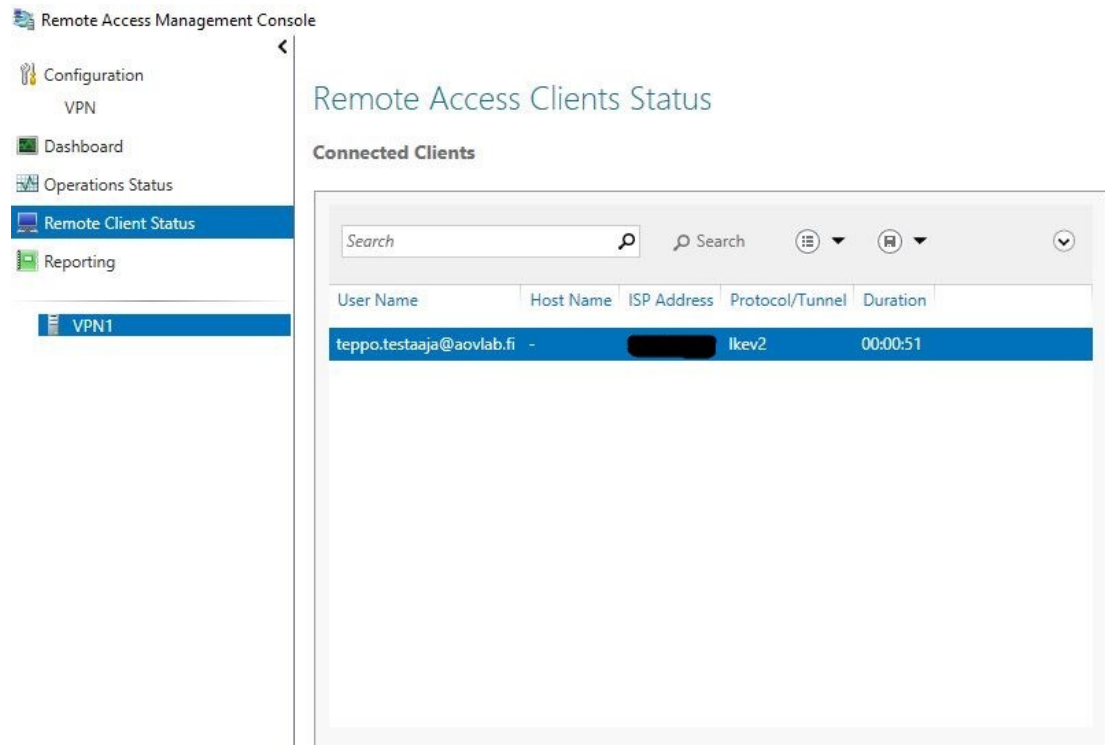 Remote Access Management Console
Configuration
VPN
Dashboard
Operations Status
Remote Client Status
Reporting
VPN1
Remote Access Clients Status
Connected Clients
Search Search
User Name Host Name ISP Address Protocol/Tunnel Duration
teppo.testaaja@aovlab.fi - Ikev2 00:00:51